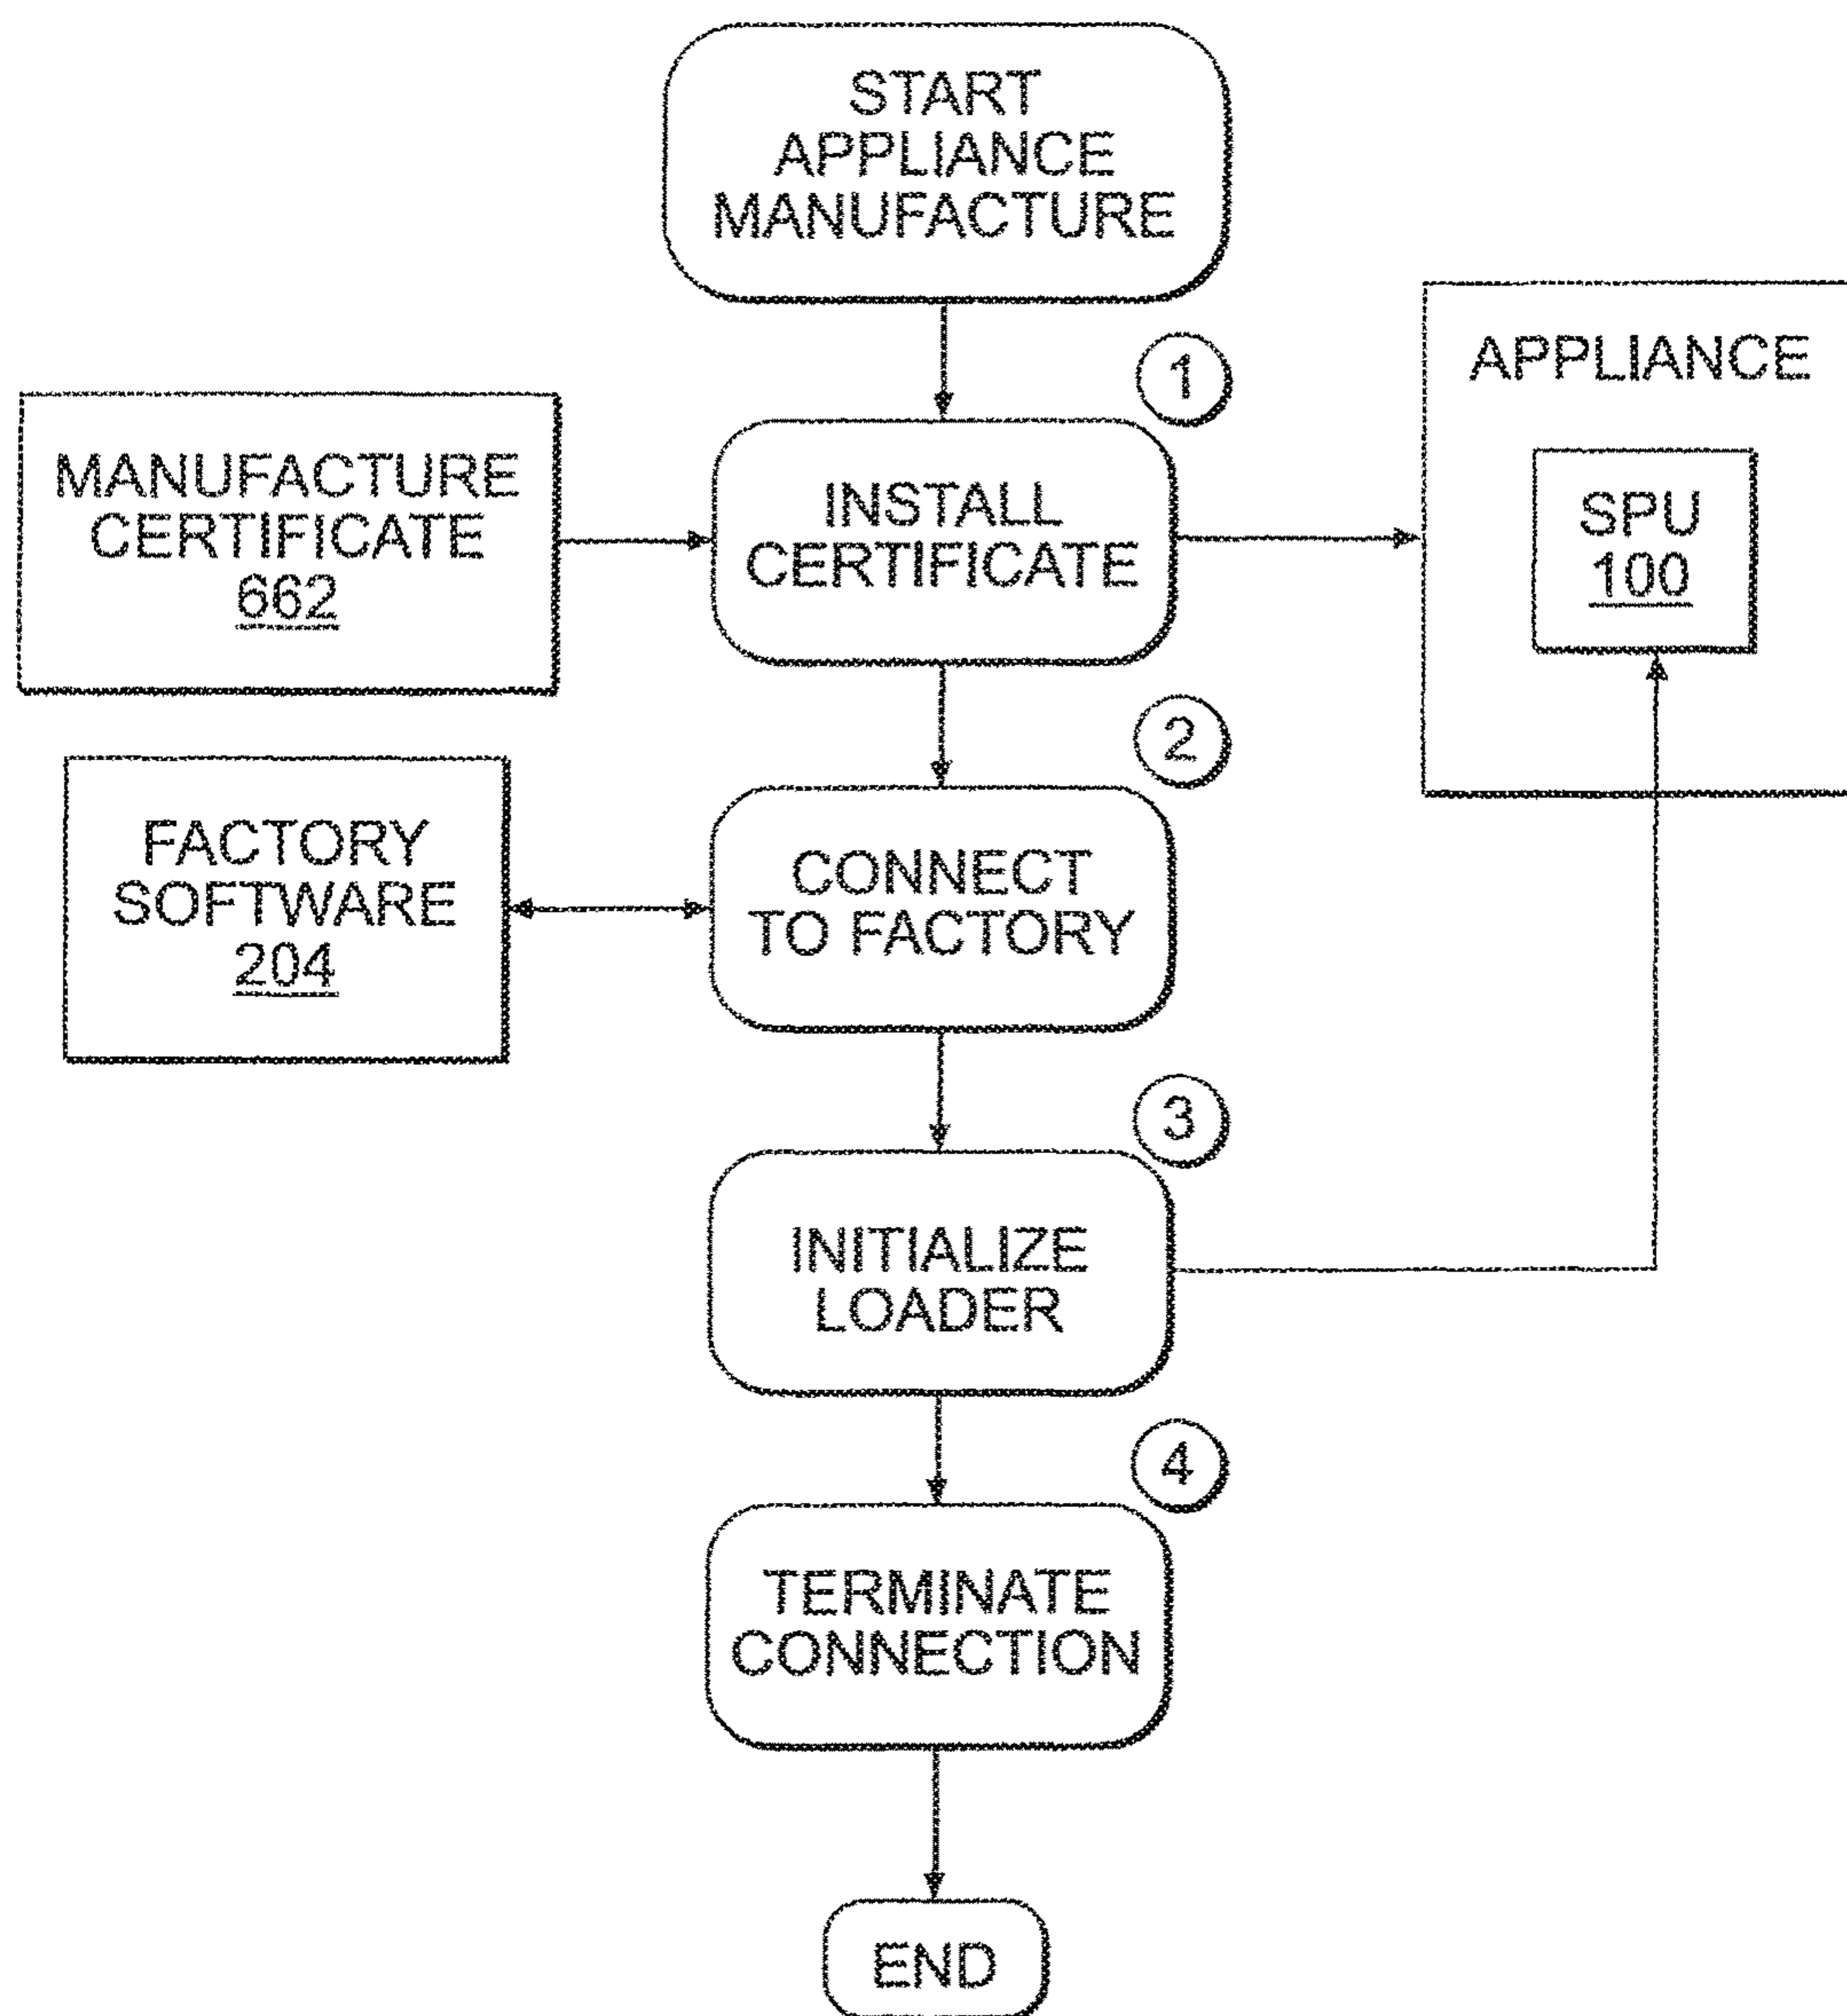 START
APPLIANCE
MANUFACTURE
1
APPLIANCE
MANUFACTURE
CERTIFICATE
662
INSTALL
CERTIFICATE
SPU
100
2
FACTORY
SOFTWARE
204
CONNECT
TO FACTORY
3
INITIALIZE
LOADER
4
TERMINATE
CONNECTION
END